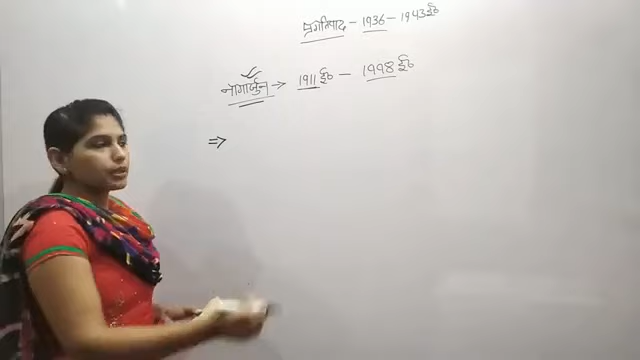 प्रगतिवाद - 1936 - 1943 ई०
नागार्जुन → 1911 ई० - 1998 ई०
⇒